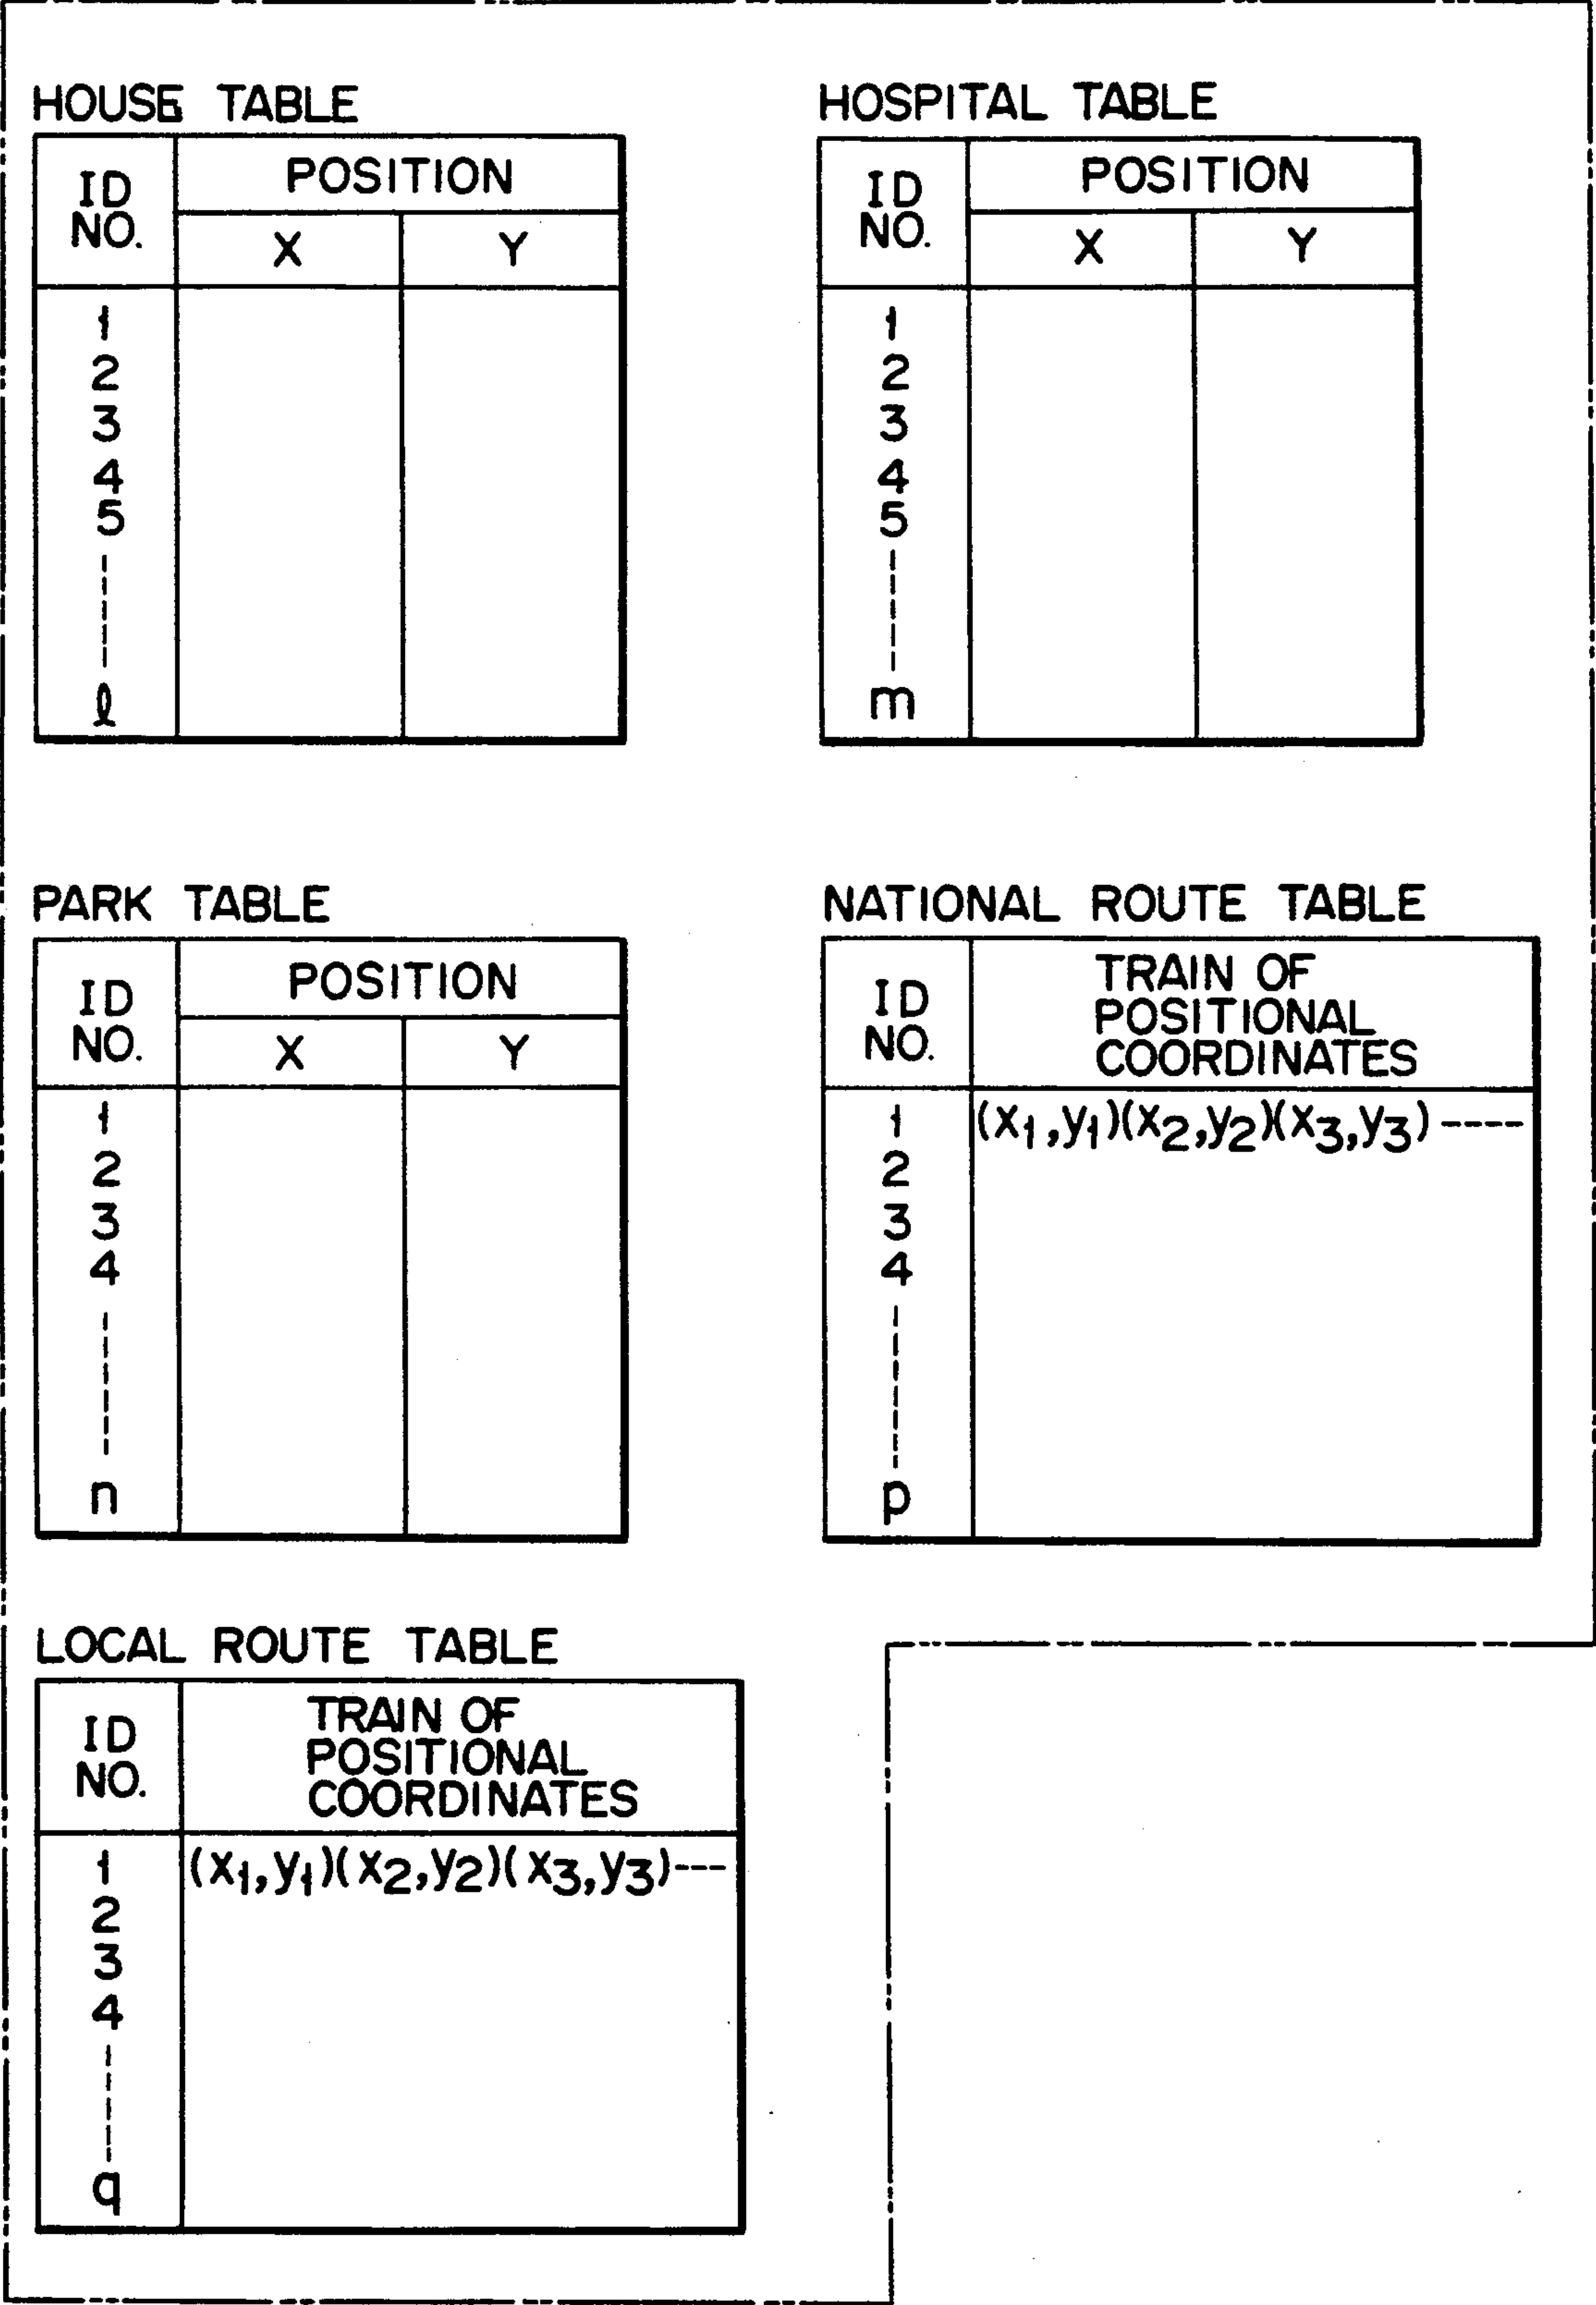 HOUSE TABLE
ID NO.
POSITION
X Y
1
2
3
4
5
ℓ
HOSPITAL TABLE
ID NO.
POSITION
X Y
1
2
3
4
5
m
PARK TABLE
ID NO.
POSITION
X Y
1
2
3
4
n
NATIONAL ROUTE TABLE
ID NO.
TRAIN OF
POSITIONAL
COORDINATES
1 (x₁,y₁)(x₂,y₂)(x₃,y₃)----
2
3
4
p
LOCAL ROUTE TABLE
ID NO.
TRAIN OF
POSITIONAL
COORDINATES
1 (x₁,y₁)(x₂,y₂)(x₃,y₃)---
2
3
4
q